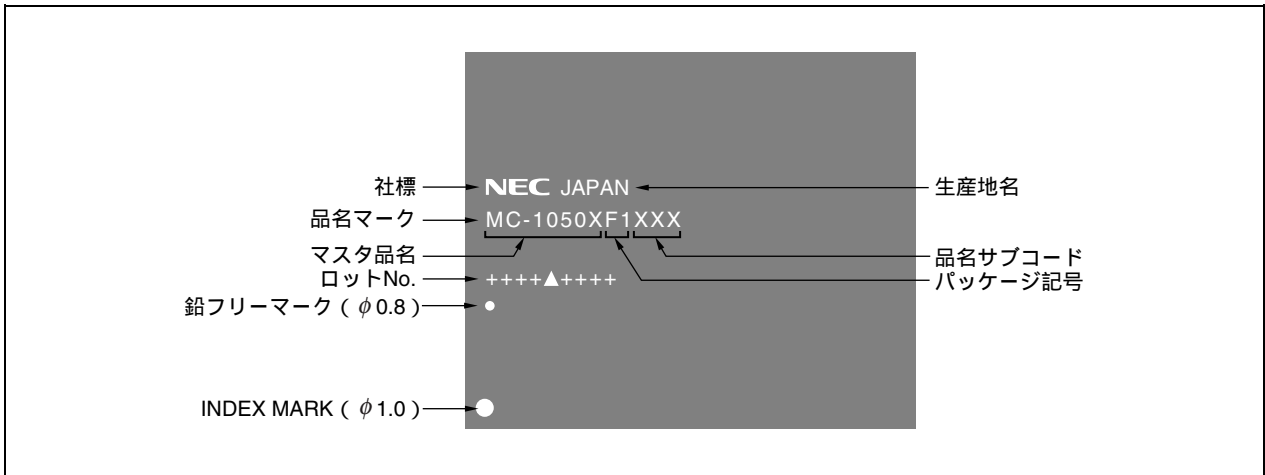 社標 NEC JAPAN 生産地名
品名マーク MC-1050XF1XXX
マスタ品名 品名サブコード
ロットNo. ++++▲++++ パッケージ記号
鉛フリーマーク ( φ0.8 )
INDEX MARK ( φ1.0 )